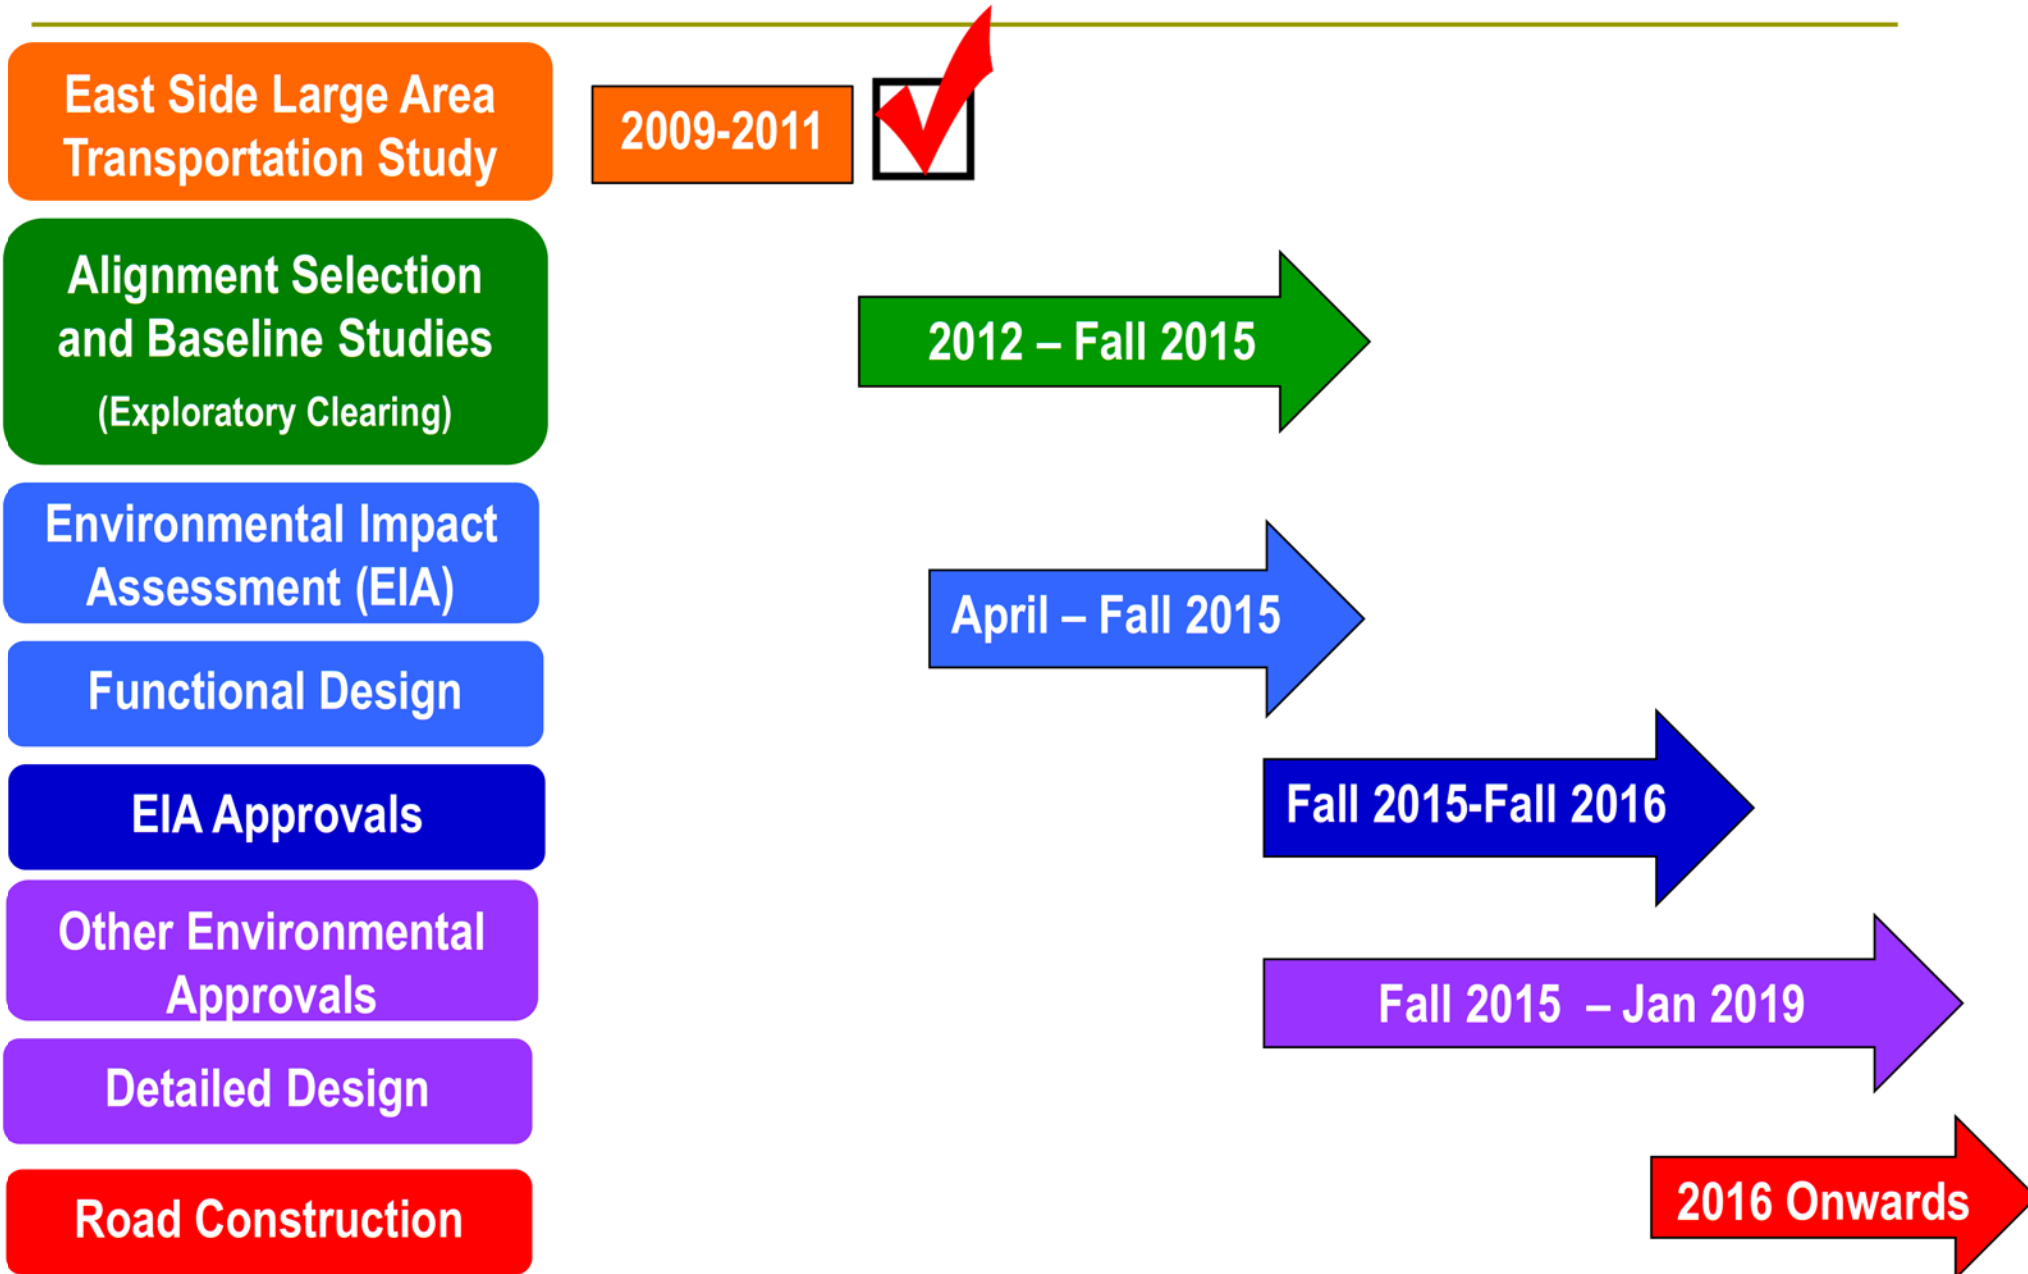 East Side Large Area
Transportation Study
2009-2011
Alignment Selection
and Baseline Studies
(Exploratory Clearing)
2012 – Fall 2015
Environmental Impact
Assessment (EIA)
April – Fall 2015
Functional Design
EIA Approvals
Fall 2015-Fall 2016
Other Environmental
Approvals
Fall 2015 – Jan 2019
Detailed Design
Road Construction
2016 Onwards